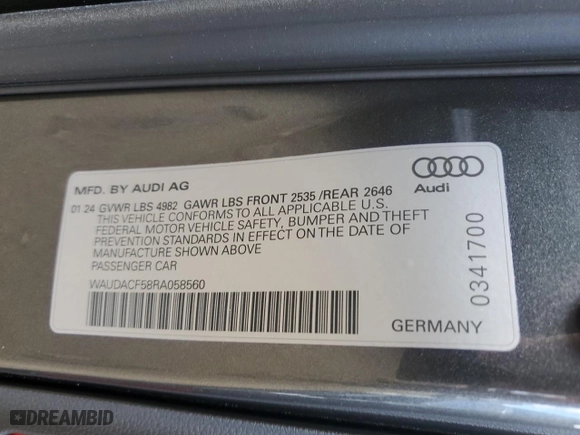 MFD. BY AUDI AG
01.24 GVWR LBS 4982 GAWR LBS FRONT 2535 /REAR 2646
THIS VEHICLE CONFORMS TO ALL APPLICABLE U.S.
FEDERAL MOTOR VEHICLE SAFETY, BUMPER AND THEFT
PREVENTION STANDARDS IN EFFECT ON THE DATE OF
MANUFACTURE SHOWN ABOVE
PASSENGER CAR
WAUDACF58RA058560
Audi
0341700
GERMANY
DREAMBID